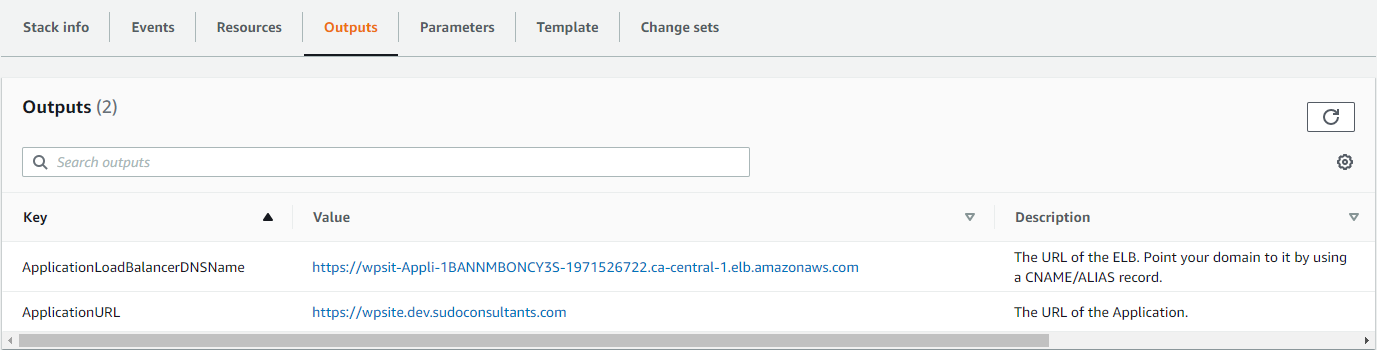 Stack info Events Resources Outputs Parameters Template Change sets
Outputs (2)
Search outputs
Key Value Description
ApplicationLoadBalancerDNSName https://wpsit-Appli-1BANNMBONCY3S-1971526722.ca-central-1.elb.amazonaws.com The URL of the ELB. Point your domain to it by using
a CNAME/ALIAS record.
ApplicationURL https://wpsite.dev.sudoconsultants.com The URL of the Application.